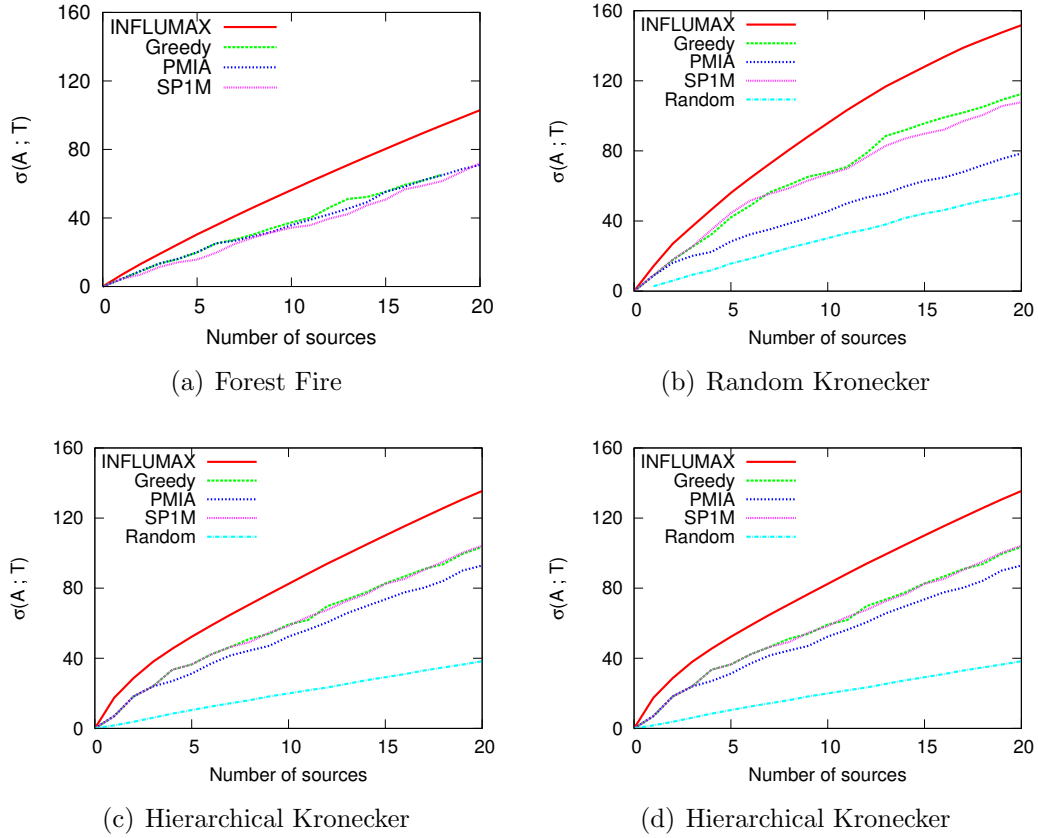 160
120
80
40
0
σ(A ; T)
INFLUMAX
Greedy
PMIA
SP1M
0 5 10 15 20
Number of sources
(a) Forest Fire
160
120
80
40
0
σ(A ; T)
INFLUMAX
Greedy
PMIA
SP1M
Random
0 5 10 15 20
Number of sources
(b) Random Kronecker
160
120
80
40
0
σ(A ; T)
INFLUMAX
Greedy
PMIA
SP1M
Random
0 5 10 15 20
Number of sources
(c) Hierarchical Kronecker
160
120
80
40
0
σ(A ; T)
INFLUMAX
Greedy
PMIA
SP1M
Random
0 5 10 15 20
Number of sources
(d) Hierarchical Kronecker